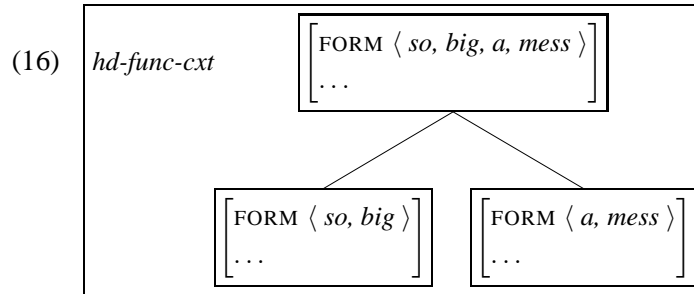 FORM ⟨ so, big, a, mess ⟩
(16) hd-func-cxt
. . .
FORM ⟨ so, big ⟩ FORM ⟨ a, mess ⟩
. . . . . .